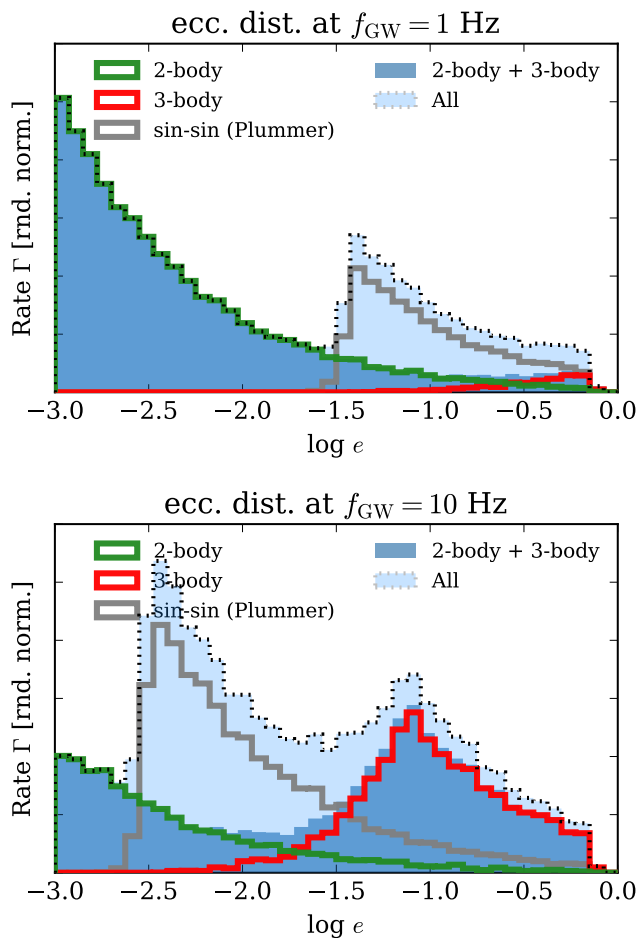 ecc. dist. at f_GW = 1 Hz
2-body
3-body
sin-sin (Plummer)
2-body + 3-body
All
Rate Γ [rnd. norm.]
−3.0 −2.5 −2.0 −1.5 −1.0 −0.5 0.0
log e
ecc. dist. at f_GW = 10 Hz
2-body
3-body
sin-sin (Plummer)
2-body + 3-body
All
Rate Γ [rnd. norm.]
−3.0 −2.5 −2.0 −1.5 −1.0 −0.5 0.0
log e